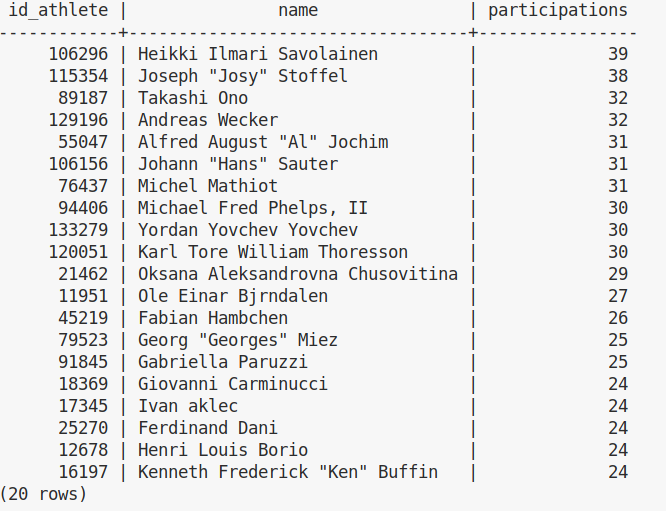 id_athlete | name | participations
-----------+----------------------------------+----------------
106296 | Heikki Ilmari Savolainen | 39
115354 | Joseph "Josy" Stoffel | 38
89187 | Takashi Ono | 32
129196 | Andreas Wecker | 32
55047 | Alfred August "Al" Jochim | 31
106156 | Johann "Hans" Sauter | 31
76437 | Michel Mathiot | 31
94406 | Michael Fred Phelps, II | 30
133279 | Yordan Yovchev Yovchev | 30
120051 | Karl Tore William Thoresson | 30
21462 | Oksana Aleksandrovna Chusovitina | 29
11951 | Ole Einar Bjrndalen | 27
45219 | Fabian Hambchen | 26
79523 | Georg "Georges" Miez | 25
91845 | Gabriella Paruzzi | 25
18369 | Giovanni Carminucci | 24
17345 | Ivan aklec | 24
25270 | Ferdinand Dani | 24
12678 | Henri Louis Borio | 24
16197 | Kenneth Frederick "Ken" Buffin | 24
(20 rows)